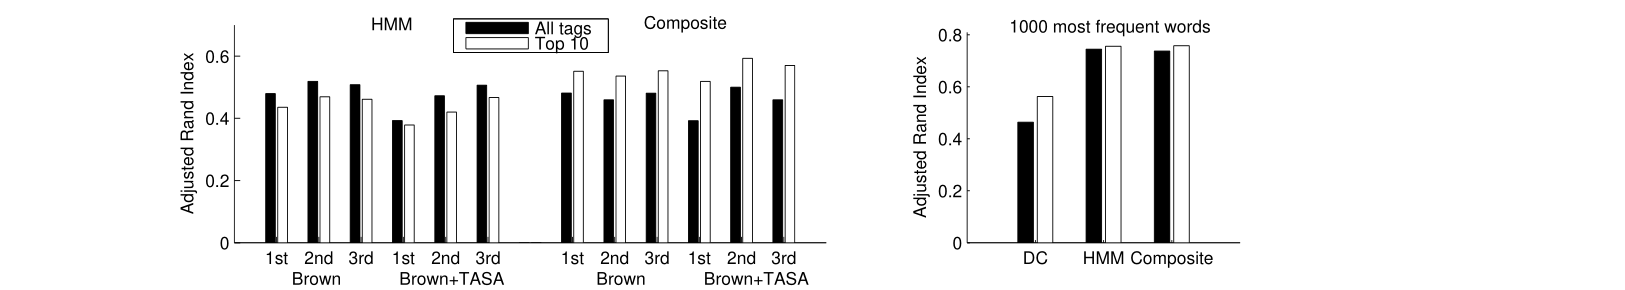 HMM
All tags
Top 10
Composite
Adjusted Rand Index
0.6
0.4
0.2
0
1st 2nd 3rd 1st 2nd 3rd
Brown Brown+TASA
1st 2nd 3rd 1st 2nd 3rd
Brown Brown+TASA
1000 most frequent words
Adjusted Rand Index
0.8
0.6
0.4
0.2
0
DC HMM Composite